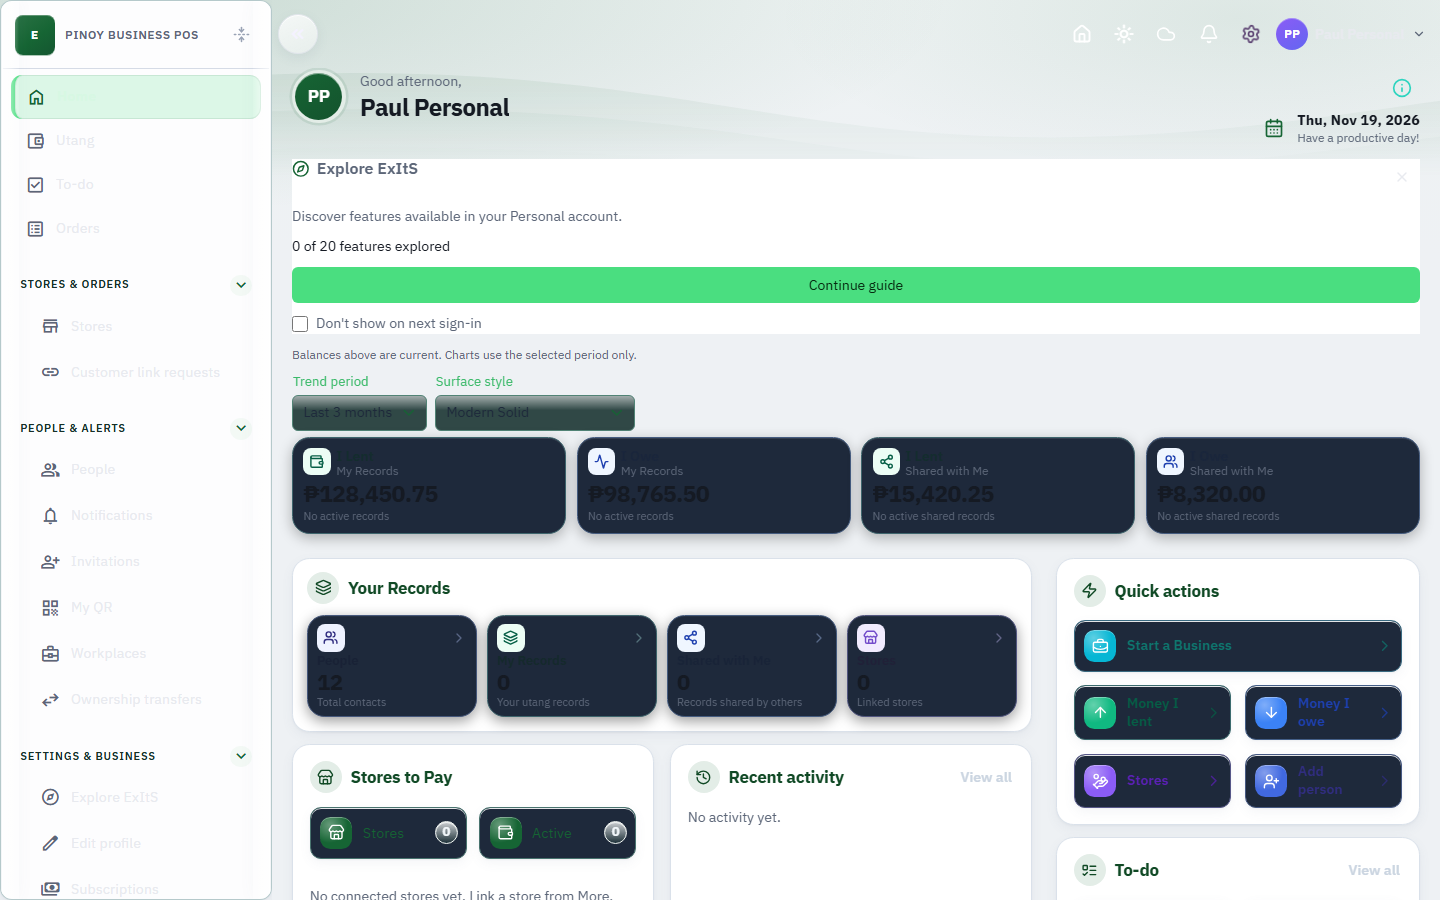 E
PINOY BUSINESS POS
Utang
To-do
Orders
STORES & ORDERS
Stores
Customer link requests
PEOPLE & ALERTS
People
Notifications
Invitations
My QR
Workplaces
Ownership transfers
SETTINGS & BUSINESS
Explore ExItS
Edit profile
Subscriptions
PP
PP
Good afternoon,
Paul Personal
Thu, Nov 19, 2026
Have a productive day!
Explore ExItS
Discover features available in your Personal account.
0 of 20 features explored
Continue guide
Don't show on next sign-in
Balances above are current. Charts use the selected period only.
Trend period
Surface style
Last 3 months
Modern Solid
My Records
₱128,450.75
No active records
My Records
₱98,765.50
No active records
Shared with Me
₱15,420.25
No active shared records
Shared with Me
₱8,320.00
No active shared records
Your Records
People
12
Total contacts
My Records
0
Your utang records
Shared with Me
0
Records shared by others
Stores
0
Linked stores
Quick actions
Start a Business
Money I lent
Money I owe
Stores
Add person
Stores to Pay
Stores
0
Active
0
No connected stores yet. Link a store from More.
Recent activity
View all
No activity yet.
To-do
View all